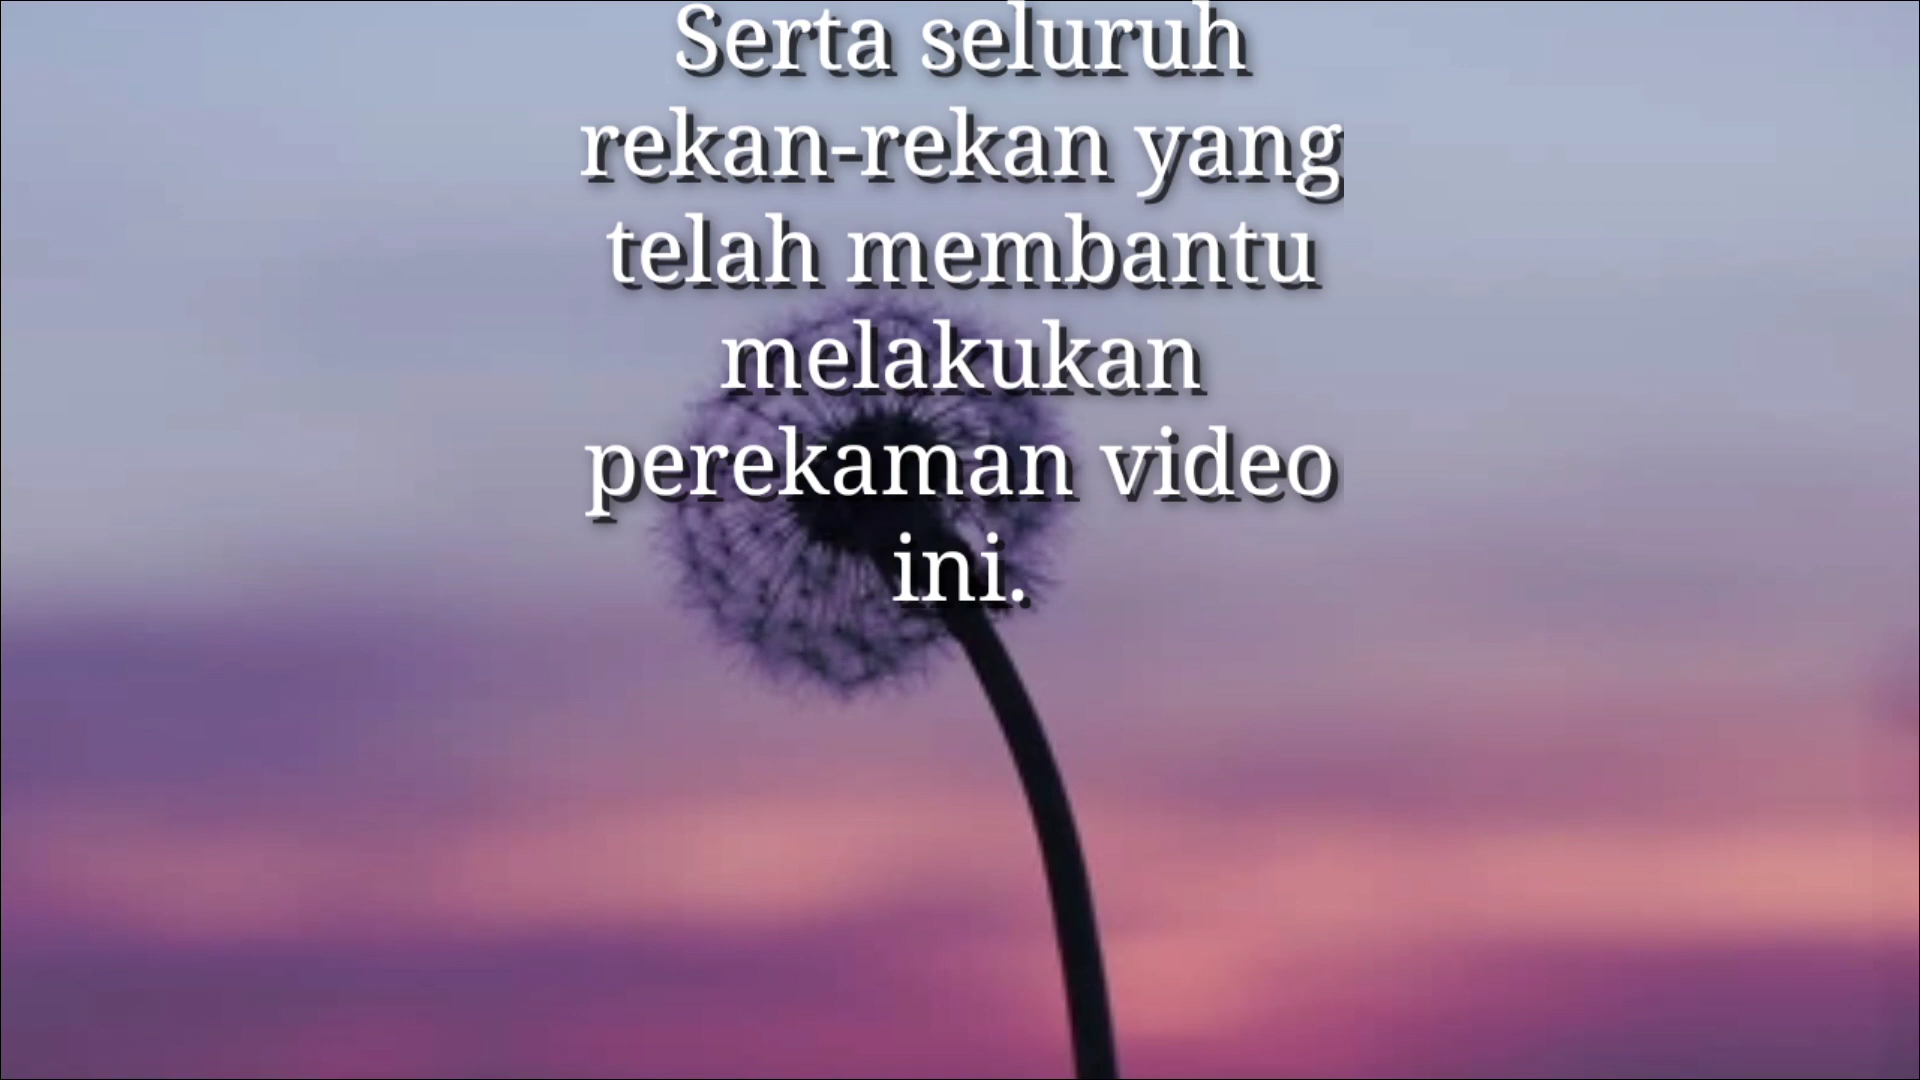 Serta seluruh
rekan-rekan yang
telah membantu
melakukan
perekaman video
ini.